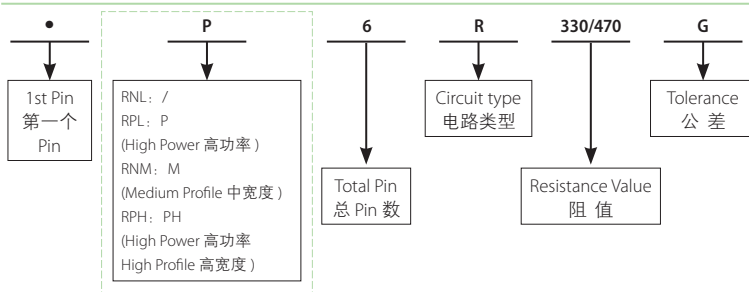 • P 6 R 330/470 G
1st Pin
第一个
Pin
RNL：/
RPL：P
(High Power 高功率 )
RNM：M
(Medium Profile 中宽度 )
RPH：PH
(High Power 高功率
High Profile 高宽度 )
Total Pin
总 Pin 数
Circuit type
电路类型
Resistance Value
阻 值
Tolerance
公 差